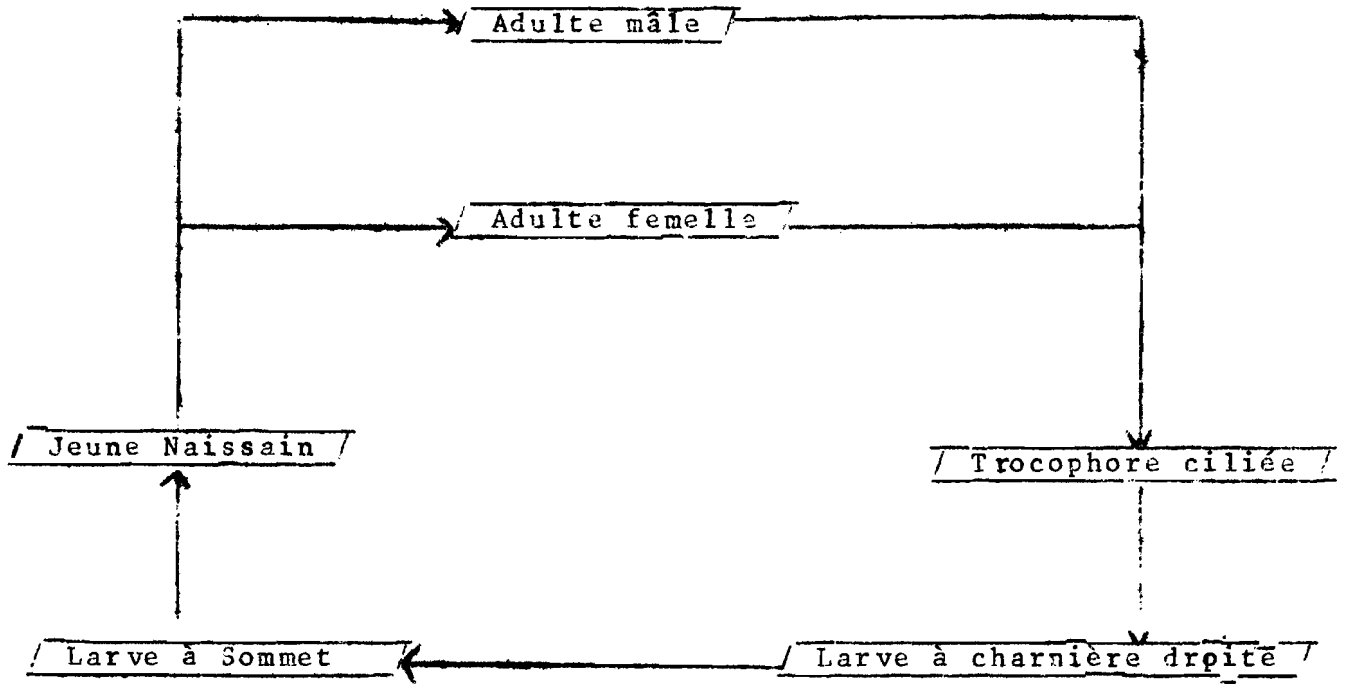 Adulte mâle
Adulte femelle
Jeune Naissain
Trocophore ciliée
Larve à Sommet
Larve à charnière droite